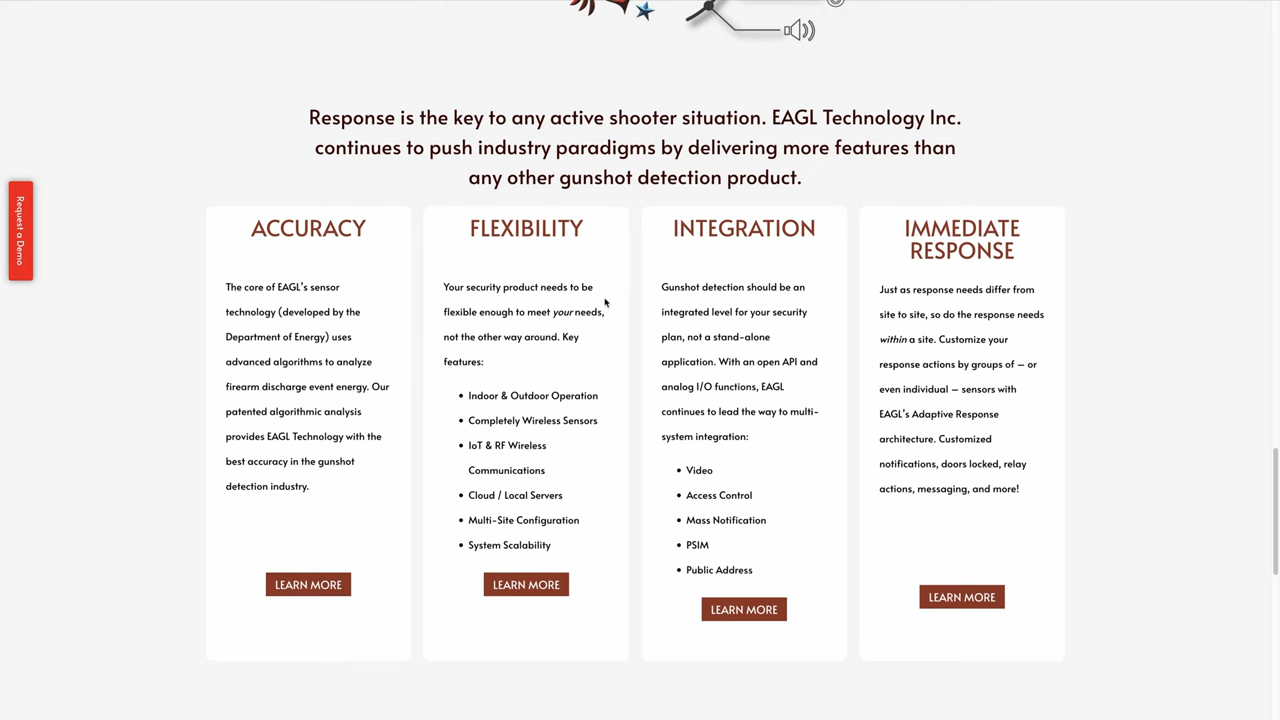 Response is the key to any active shooter situation. EAGL Technology Inc.
continues to push industry paradigms by delivering more features than
any other gunshot detection product.
Request a Demo
ACCURACY
The core of EAGL's sensor
technology (developed by the
Department of Energy) uses
advanced algorithms to analyze
firearm discharge event energy. Our
patented algorithmic analysis
provides EAGL Technology with the
best accuracy in the gunshot
detection industry.
LEARN MORE
FLEXIBILITY
Your security product needs to be
flexible enough to meet your needs,
not the other way around. Key
features:
• Indoor & Outdoor Operation
• Completely Wireless Sensors
• IoT & RF Wireless
Communications
• Cloud / Local Servers
• Multi-Site Configuration
• System Scalability
LEARN MORE
INTEGRATION
Gunshot detection should be an
integrated level for your security
plan, not a stand-alone
application. With an open API and
analog I/O functions, EAGL
continues to lead the way to multi-
system integration:
• Video
• Access Control
• Mass Notification
• PSIM
• Public Address
LEARN MORE
IMMEDIATE
RESPONSE
Just as response needs differ from
site to site, so do the response needs
within a site. Customize your
response actions by groups of – or
even individual – sensors with
EAGL's Adaptive Response
architecture. Customized
notifications, doors locked, relay
actions, messaging, and more!
LEARN MORE